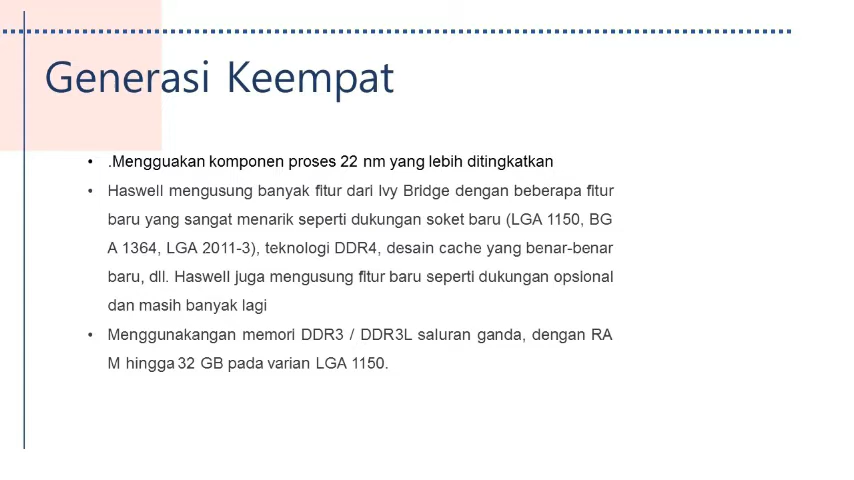 Generasi Keempat
• .Mengguakan komponen proses 22 nm yang lebih ditingkatkan
• Haswell mengusung banyak fitur dari Ivy Bridge dengan beberapa fitur
baru yang sangat menarik seperti dukungan soket baru (LGA 1150, BG
A 1364, LGA 2011-3), teknologi DDR4, desain cache yang benar-benar
baru, dll. Haswell juga mengusung fitur baru seperti dukungan opsional
dan masih banyak lagi
• Menggunakangan memori DDR3 / DDR3L saluran ganda, dengan RA
M hingga 32 GB pada varian LGA 1150.